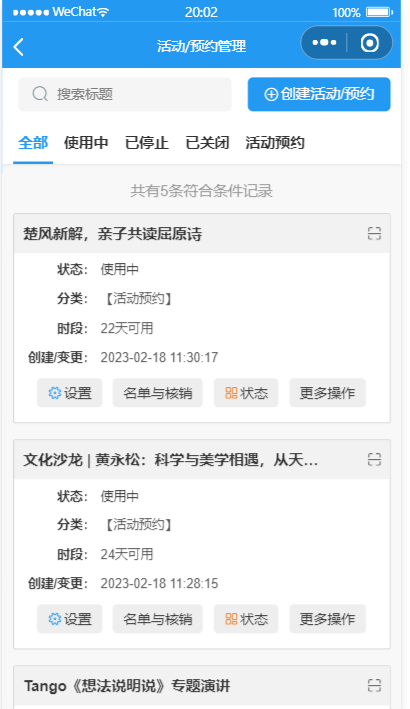 WeChat 20:02 100%
活动/预约管理
搜索标题 创建活动/预约
全部 使用中 已停止 已关闭 活动预约
共有5条符合条件记录
楚风新解，亲子共读屈原诗
状态： 使用中
分类： 【活动预约】
时段： 22天可用
创建/变更： 2023-02-18 11:30:17
设置 名单与核销 状态 更多操作
文化沙龙 | 黄永松：科学与美学相遇，从天...
状态： 使用中
分类： 【活动预约】
时段： 24天可用
创建/变更： 2023-02-18 11:28:15
设置 名单与核销 状态 更多操作
Tango《想法说明说》专题演讲